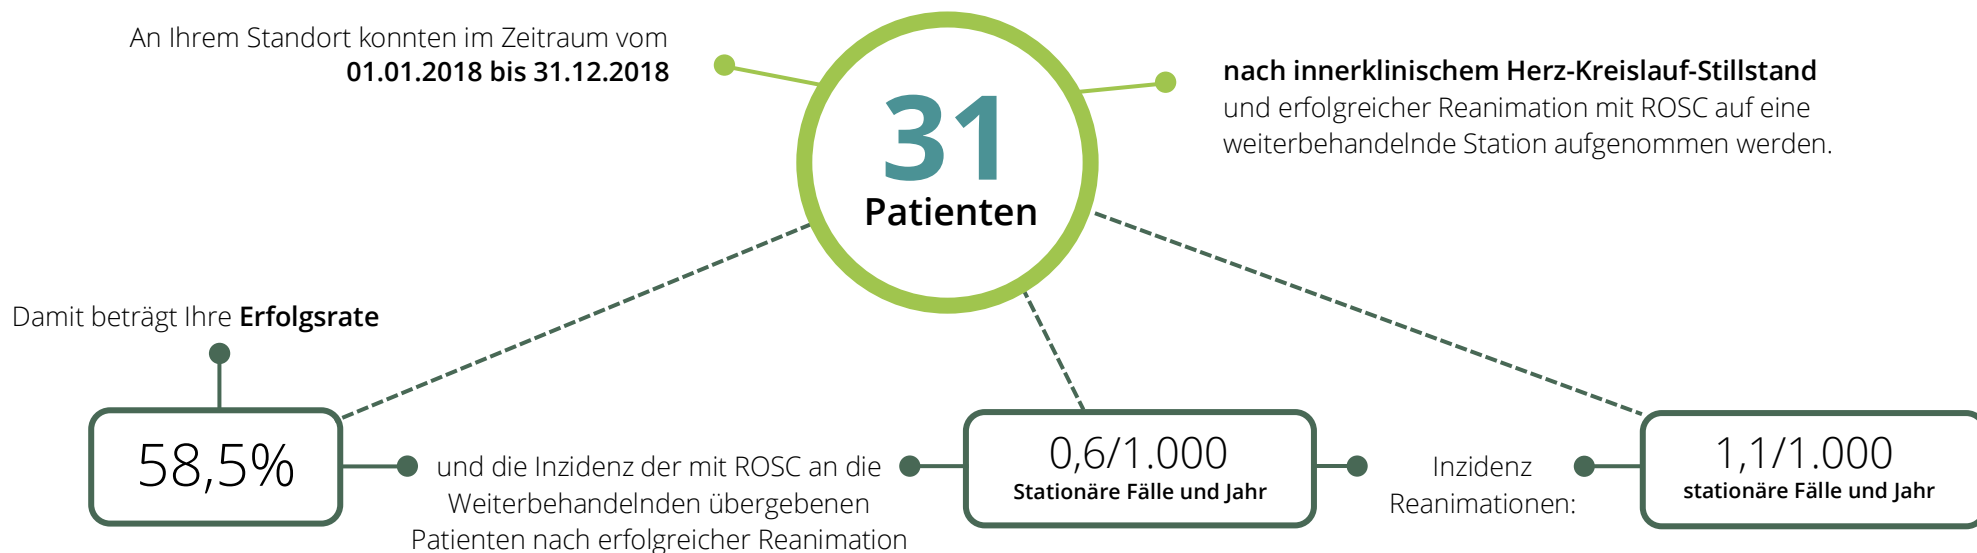 An Ihrem Standort konnten im Zeitraum vom
01.01.2018 bis 31.12.2018
31
Patienten
nach innerklinischem Herz-Kreislauf-Stillstand
und erfolgreicher Reanimation mit ROSC auf eine
weiterbehandelnde Station aufgenommen werden.
Damit beträgt Ihre Erfolgsrate
58,5%
und die Inzidenz der mit ROSC an die
Weiterbehandelnden übergebenen
Patienten nach erfolgreicher Reanimation
0,6/1.000
Stationäre Fälle und Jahr
Inzidenz
Reanimationen:
1,1/1.000
stationäre Fälle und Jahr